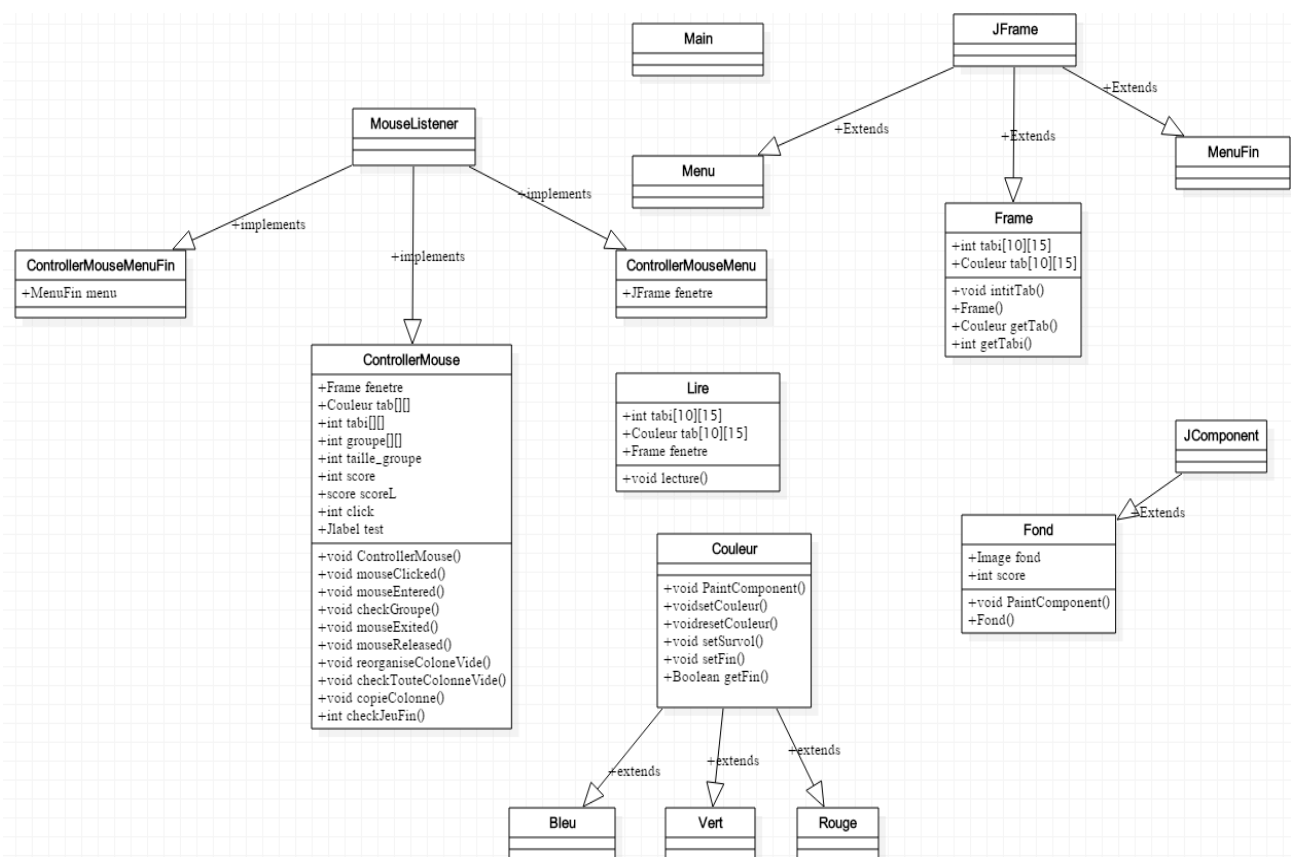 Main
JFrame
+Extends
+Extends
+Extends
MouseListener
+implements
+implements
+implements
Menu
MenuFin
Frame
+int tabi[10][15]
+Couleur tab[10][15]
+void intitTab()
+Frame()
+Couleur getTab()
+int getTabi()
ControllerMouseMenuFin
+MenuFin menu
ControllerMouseMenu
+JFrame fenetre
ControllerMouse
+Frame fenetre
+Couleur tab[][]
+int tabi[][]
+int groupe[][]
+int taille_groupe
+int score
+score scoreL
+int click
+Jlabel test
+void ControllerMouse()
+void mouseClicked()
+void mouseEntered()
+void checkGroupe()
+void mouseExited()
+void mouseReleased()
+void reorganiseColoneVide()
+void checkTouteColonneVide()
+void copieColonne()
+int checkJeuFin()
Lire
+int tabi[10][15]
+Couleur tab[10][15]
+Frame fenetre
+void lecture()
JComponent
+Extends
Fond
+Image fond
+int score
+void PaintComponent()
+Fond()
Couleur
+void PaintComponent()
+voidsetCouleur()
+voidresetCouleur()
+void setSurvol()
+void setFin()
+Boolean getFin()
+extends
+extends
+extends
Bleu
Vert
Rouge